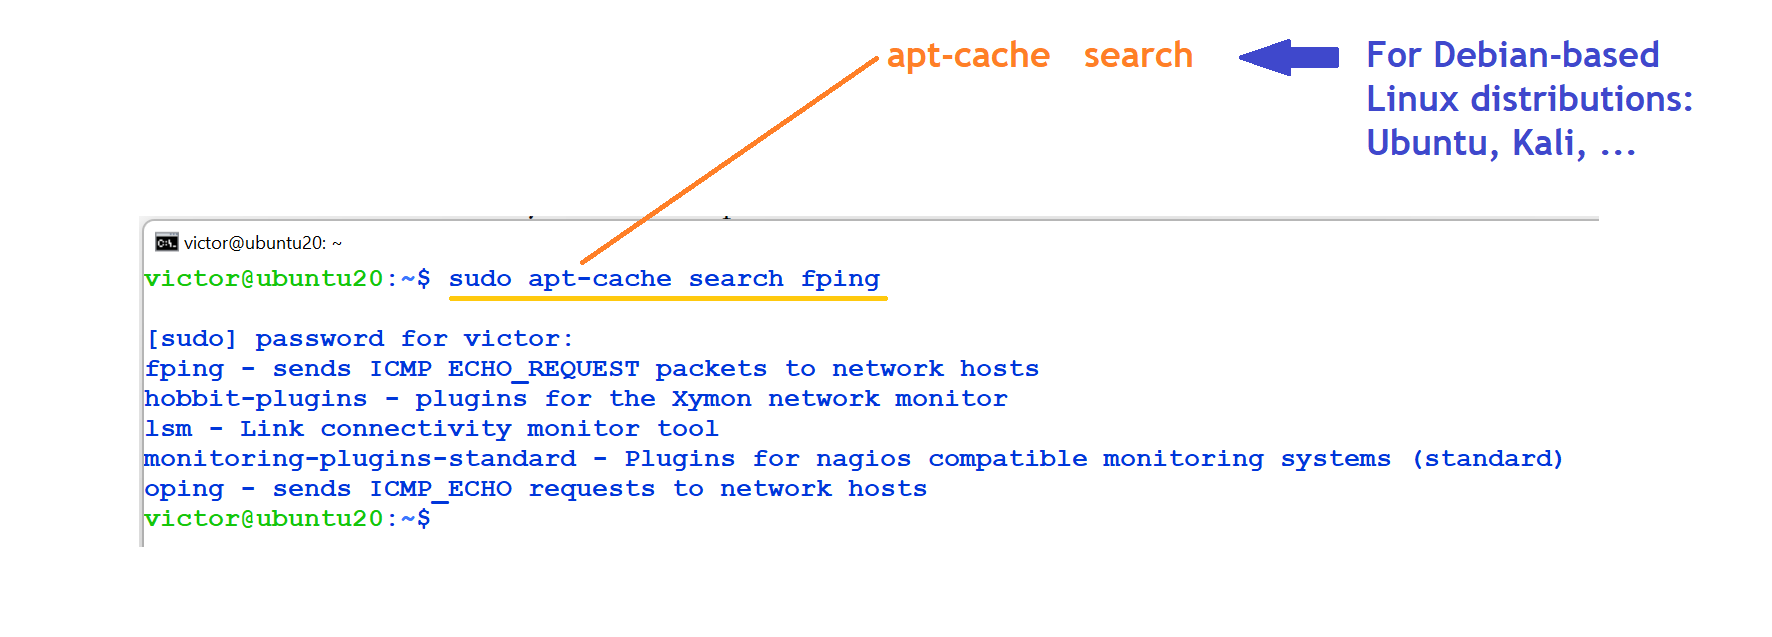 apt-cache search
For Debian-based
Linux distributions:
Ubuntu, Kali, ...
victor@ubuntu20: ~
victor@ubuntu20:~$ sudo apt-cache search fping
[sudo] password for victor:
fping - sends ICMP ECHO_REQUEST packets to network hosts
hobbit-plugins - plugins for the Xymon network monitor
lsm - Link connectivity monitor tool
monitoring-plugins-standard - Plugins for nagios compatible monitoring systems (standard)
oping - sends ICMP_ECHO requests to network hosts
victor@ubuntu20:~$